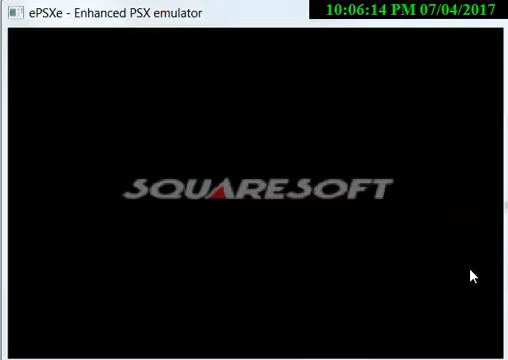 ePSXe - Enhanced PSX emulator
10:06:14 PM 07/04/2017
SQUARESOFT